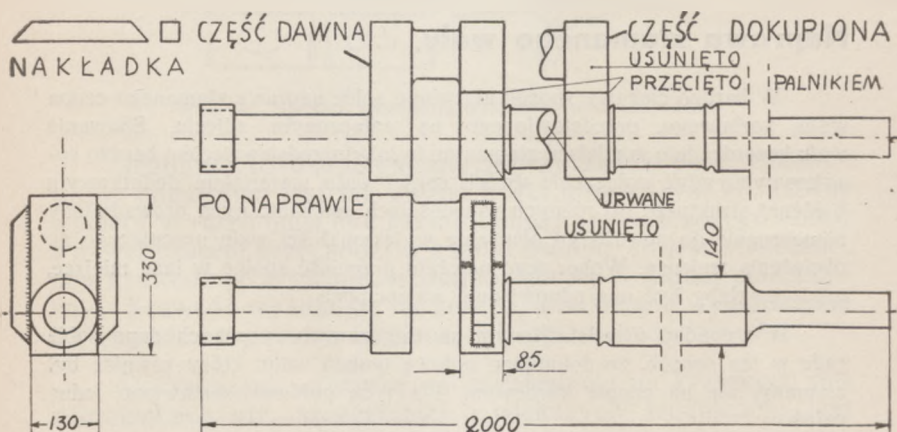 CZĘŚĆ DAWNA
CZĘŚĆ DOKUPIONA
NAKŁADKA
USUNIĘTO
PRZECIĘTO PALNIKIEM
URWANE
USUNIĘTO
PO NAPRAWIE
330
140
85
130
2000